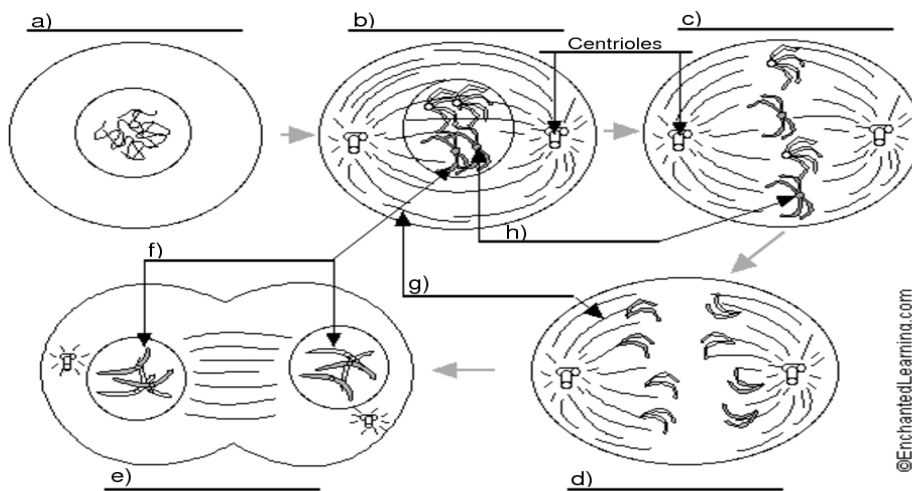 a)
b)
c)
Centrioles
f)
h)
g)
e)
d)
©EnchantedLearning.com